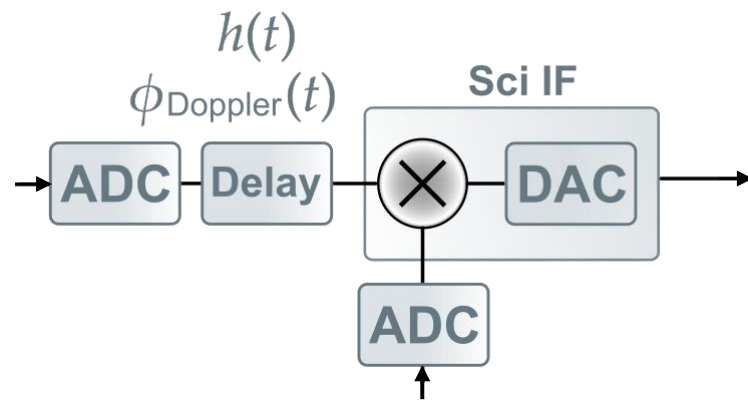 h(t)
ϕDoppler(t)
Sci IF
ADC
Delay
DAC
ADC